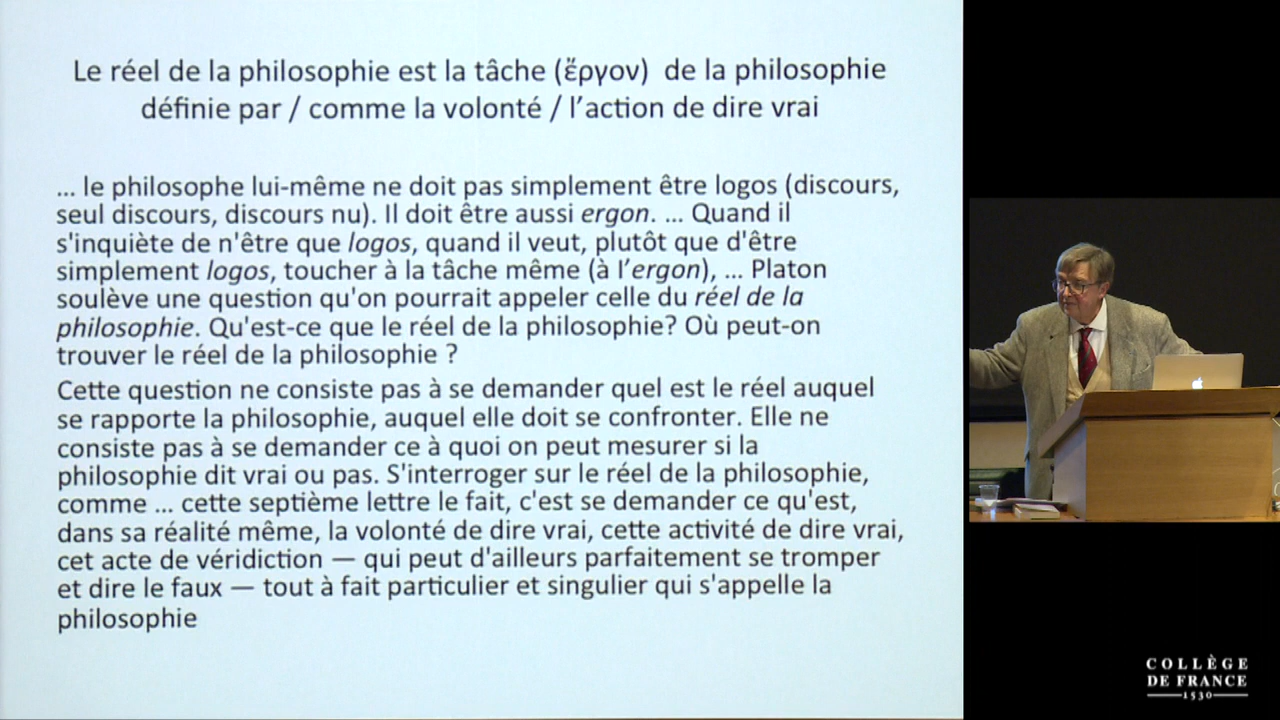 Le réel de la philosophie est la tâche (ἔργον) de la philosophie
définie par / comme la volonté / l’action de dire vrai
... le philosophe lui-même ne doit pas simplement être logos (discours,
seul discours, discours nu). Il doit être aussi ergon. ... Quand il
s'inquiète de n'être que logos, quand il veut, plutôt que d'être
simplement logos, toucher à la tâche même (à l’ergon), ... Platon
soulève une question qu'on pourrait appeler celle du réel de la
philosophie. Qu'est-ce que le réel de la philosophie? Où peut-on
trouver le réel de la philosophie ?
Cette question ne consiste pas à se demander quel est le réel auquel
se rapporte la philosophie, auquel elle doit se confronter. Elle ne
consiste pas à se demander ce à quoi on peut mesurer si la
philosophie dit vrai ou pas. S'interroger sur le réel de la philosophie,
comme ... cette septième lettre le fait, c'est se demander ce qu'est,
dans sa réalité même, la volonté de dire vrai, cette activité de dire vrai,
cet acte de véridiction — qui peut d'ailleurs parfaitement se tromper
et dire le faux — tout à fait particulier et singulier qui s'appelle la
philosophie
COLLÈGE
DE FRANCE
1530